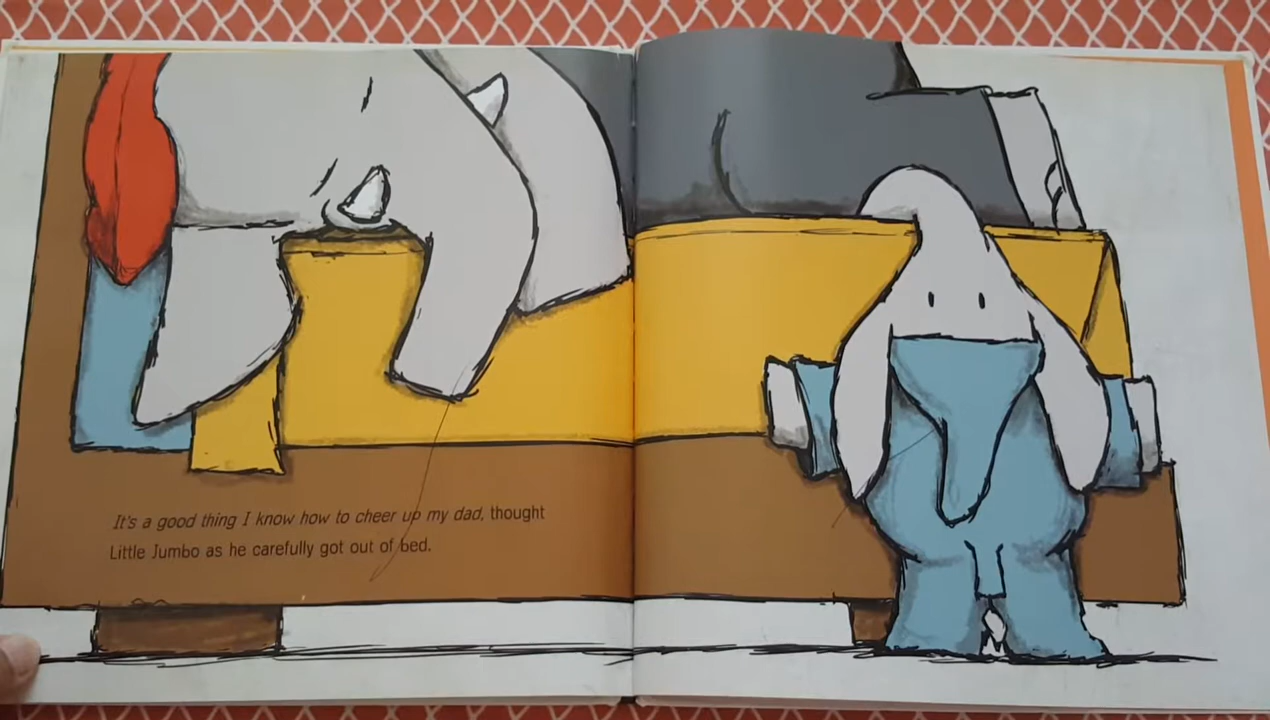 It's a good thing I know how to cheer up my dad, thought
Little Jumbo as he carefully got out of bed.